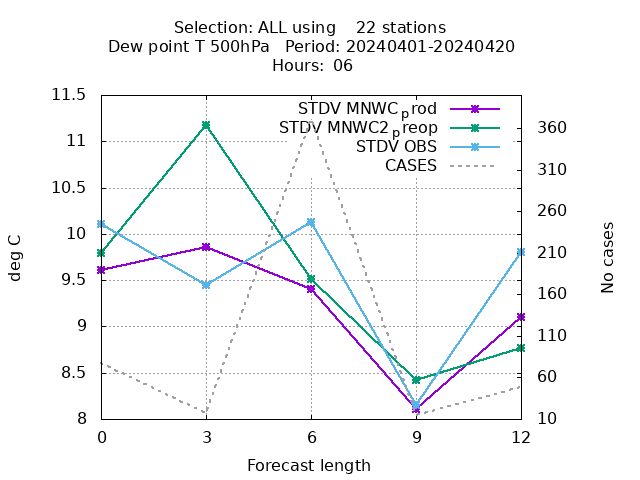 Selection: ALL using    22 stations
Dew point T 500hPa   Period: 20240401-20240420
Hours: 06
STDV MNWC_prod
STDV MNWC2_preop
STDV OBS
CASES
11.5
11
10.5
10
9.5
9
8.5
8
deg C
360
310
260
210
160
110
60
10
No cases
0 3 6 9 12
Forecast length